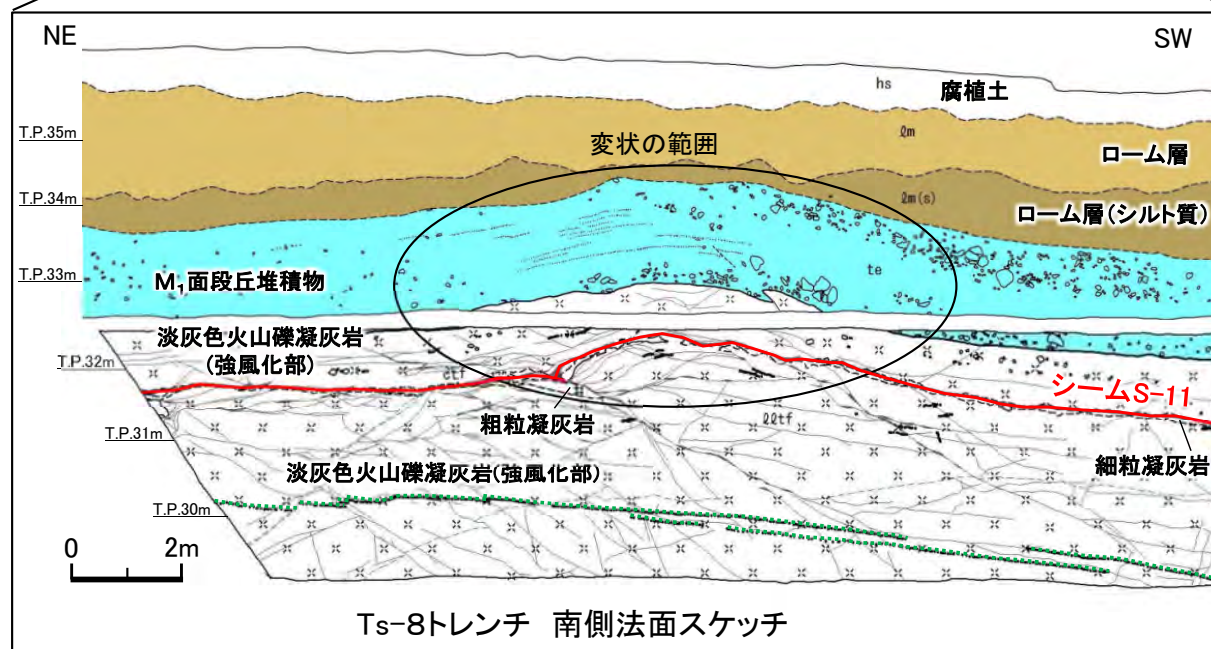 NE
SW
hs
腐植土
T.P.35m
ℓm
変状の範囲
ローム層
T.P.34m
ℓm(s)
ローム層(シルト質)
T.P.33m
M₁面段丘堆積物
te
淡灰色火山礫凝灰岩
(強風化部)
T.P.32m
ctf
シームS-11
粗粒凝灰岩
ℓℓtf
T.P.31m
細粒凝灰岩
淡灰色火山礫凝灰岩(強風化部)
T.P.30m
0 2m
Ts-8トレンチ 南側法面スケッチ